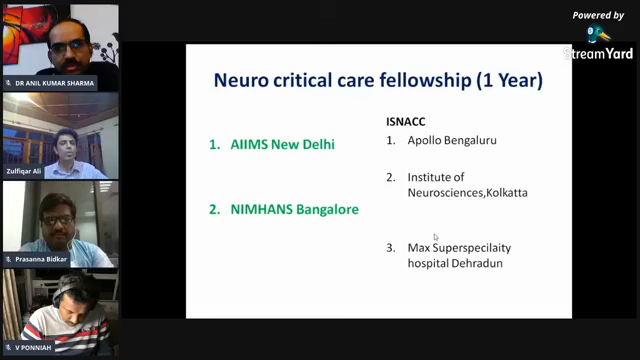 Powered by
StreamYard
DR ANIL KUMAR SHARMA
Zulfiqar Ali
Prasanna Bidkar
V PONNIAH
Neuro critical care fellowship (1 Year)
1. AIIMS New Delhi
2. NIMHANS Bangalore
ISNACC
1. Apollo Bengaluru
2. Institute of
Neurosciences,Kolkatta
3. Max Superspecilaity
hospital Dehradun